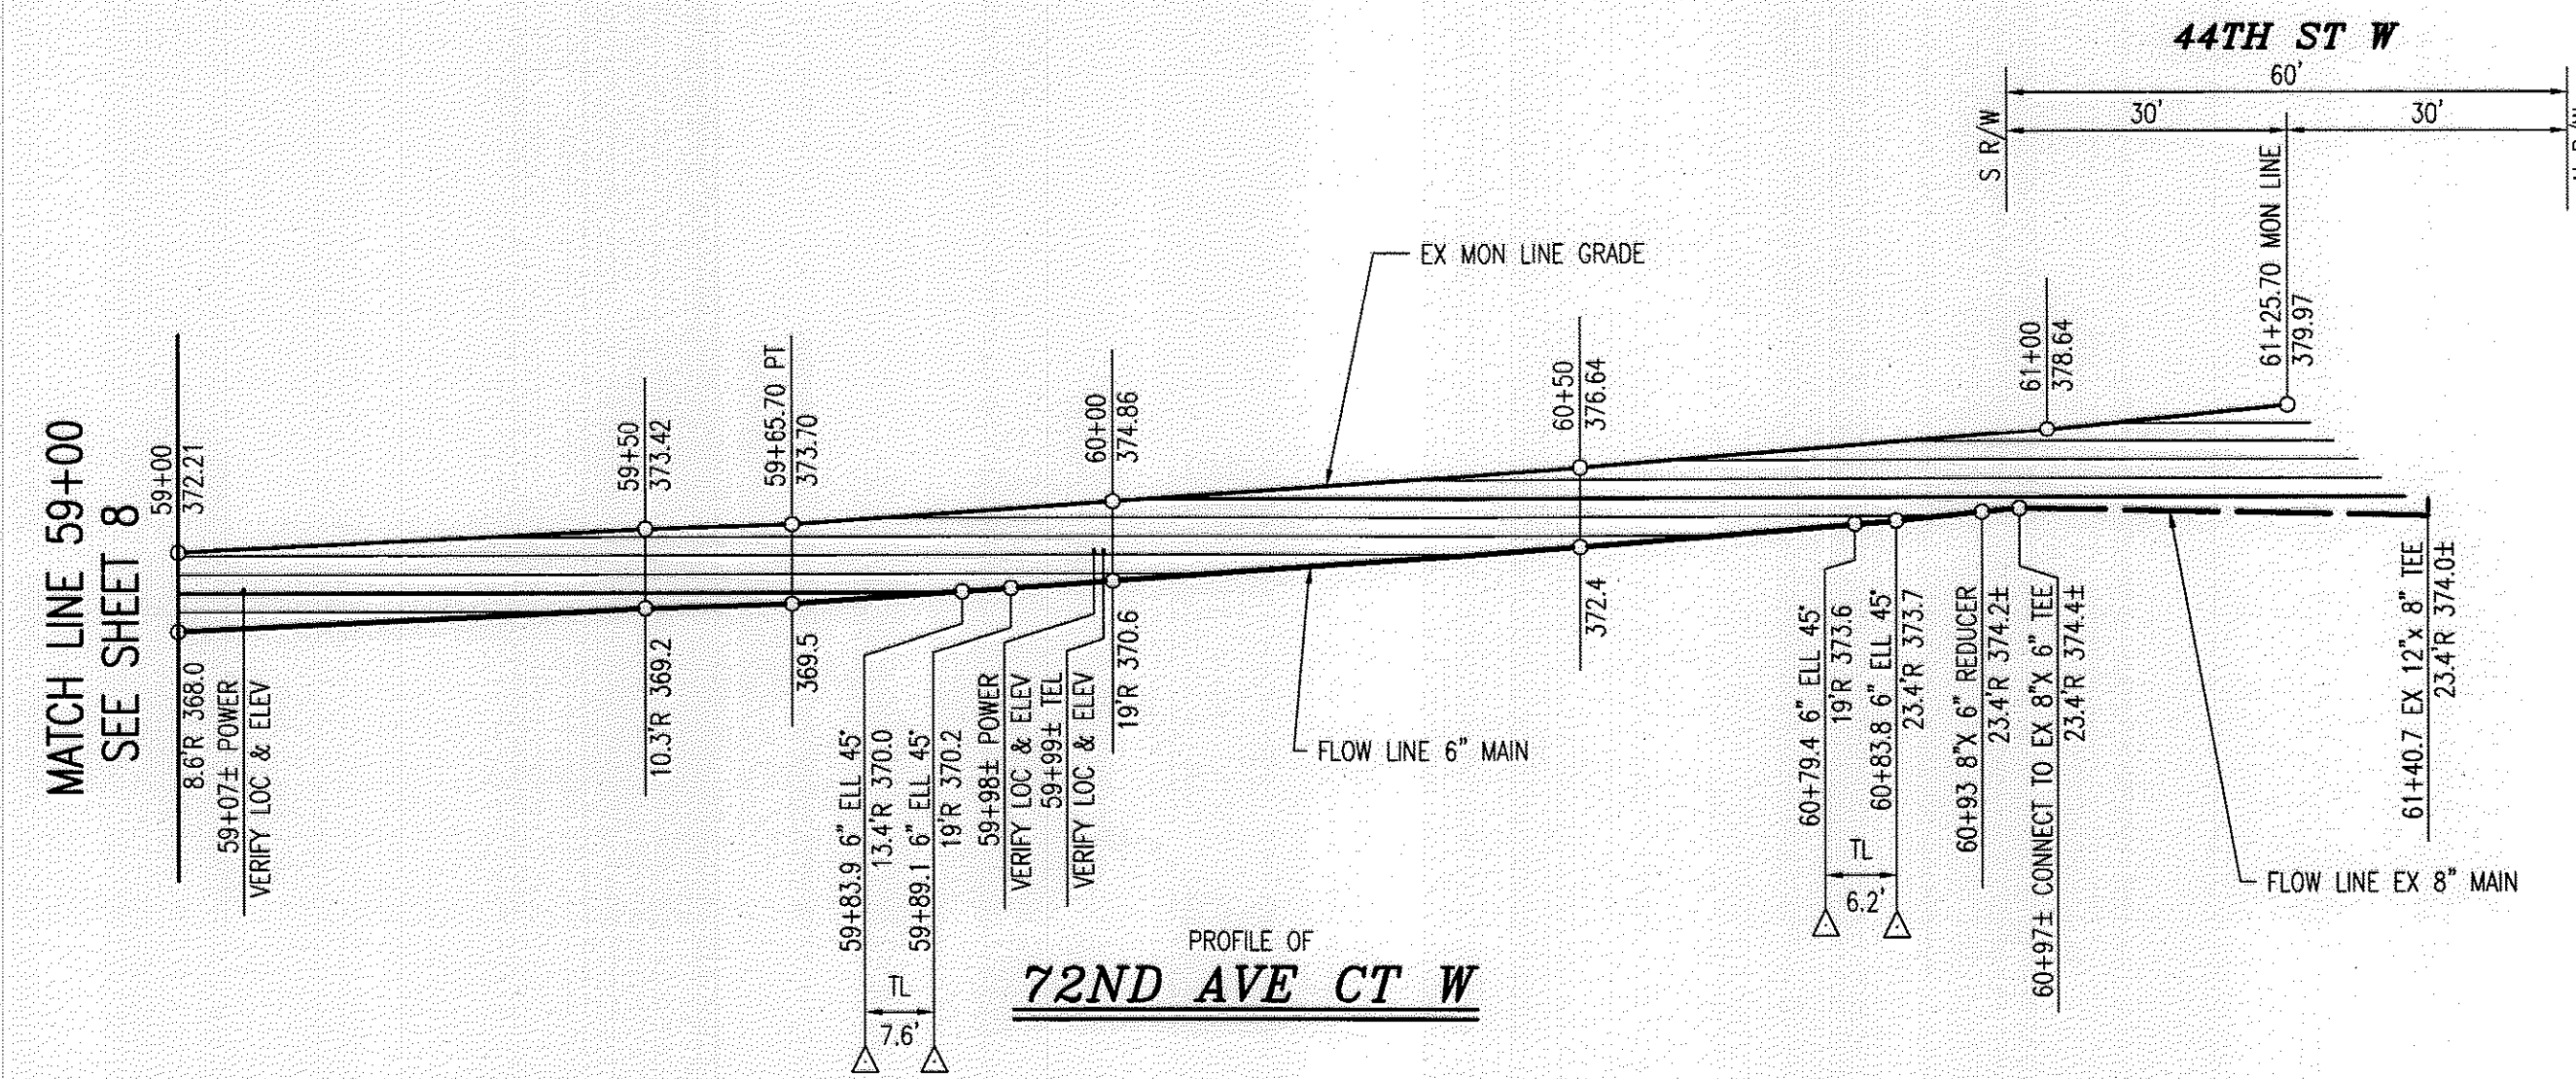 44TH ST W
60'
30'
30'
S R/W
61+25.70 MON LINE
379.97
EX MON LINE GRADE
MATCH LINE 59+00
SEE SHEET 8
59+00
372.21
59+50
373.42
59+65.70 PT
373.70
60+00
374.86
60+50
376.64
61+00
378.64
8.6'R 368.0
59+07± POWER
VERIFY LOC & ELEV
10.3'R 369.2
369.5
59+83.9 6" ELL 45°
13.4'R 370.0
59+89.1 6" ELL 45°
19'R 370.2
TL
7.6'
59+98± POWER
VERIFY LOC & ELEV
59+99± TEL
VERIFY LOC & ELEV
19'R 370.6
372.4
FLOW LINE 6" MAIN
60+79.4 6" ELL 45°
19'R 373.6
60+83.8 6" ELL 45°
23.4'R 373.7
TL
6.2'
60+93 8"X 6" REDUCER
23.4'R 374.2±
60+97± CONNECT TO EX 8"X 6" TEE
23.4'R 374.4±
61+40.7 EX 12"x 8" TEE
23.4'R 374.0±
FLOW LINE EX 8" MAIN
PROFILE OF
72ND AVE CT W